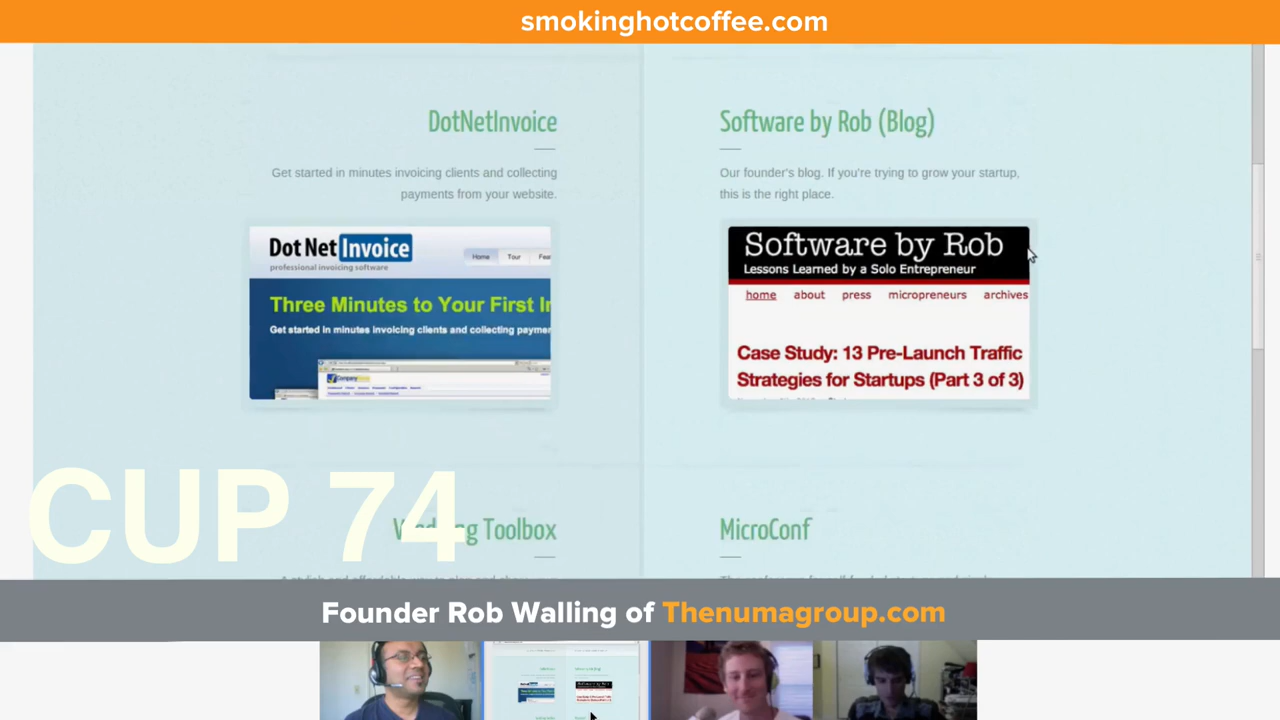 smokinghotcoffee.com
DotNetInvoice
Get started in minutes invoicing clients and collecting
payments from your website.
Dot Net Invoice
professional invoicing software
Home Tour
Three Minutes to Your First
Get started in minutes invoicing clients and collecting
Software by Rob (Blog)
Our founder's blog. If you're trying to grow your startup,
this is the right place.
Software by Rob
Lessons Learned by a Solo Entrepreneur
home about press micropreneurs archives
Case Study: 13 Pre-Launch Traffic
Strategies for Startups (Part 3 of 3)
CUP 74
Toolbox
MicroConf
Founder Rob Walling of Thenumagroup.com